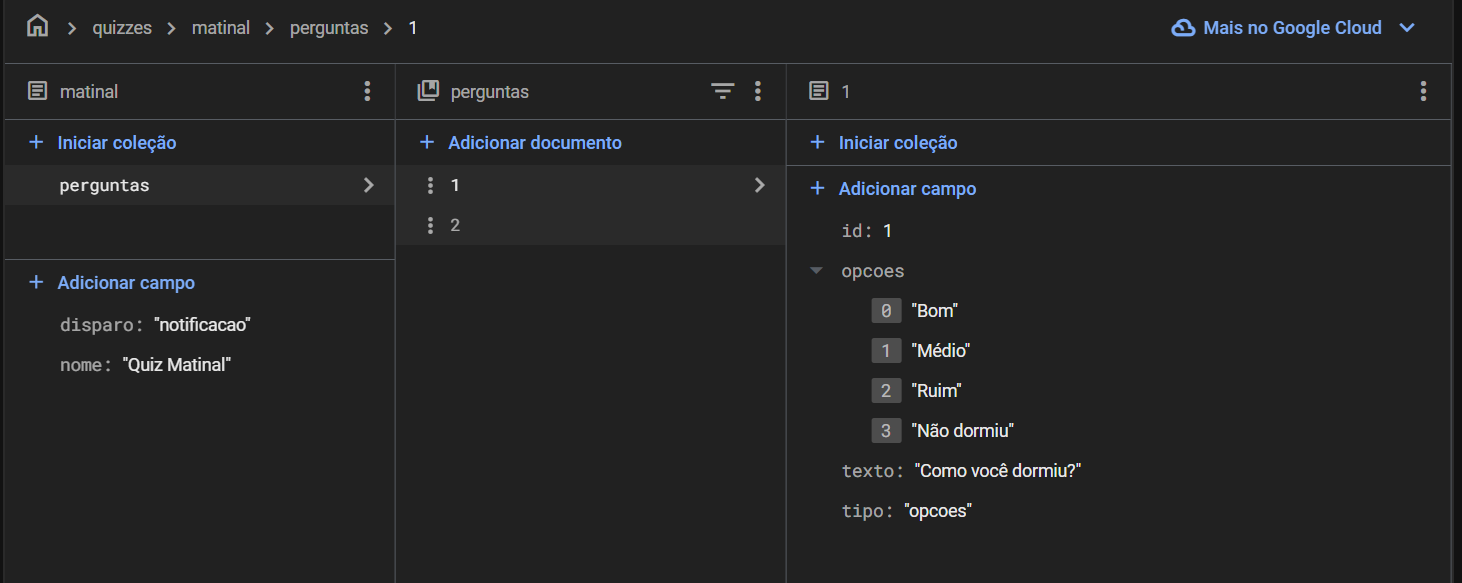 quizzes > matinal > perguntas > 1
Mais no Google Cloud
matinal
+ Iniciar coleção
perguntas
+ Adicionar campo
disparo: "notificacao"
nome: "Quiz Matinal"
perguntas
+ Adicionar documento
1
2
1
+ Iniciar coleção
+ Adicionar campo
id: 1
opcoes
0 "Bom"
1 "Médio"
2 "Ruim"
3 "Não dormiu"
texto: "Como você dormiu?"
tipo: "opcoes"